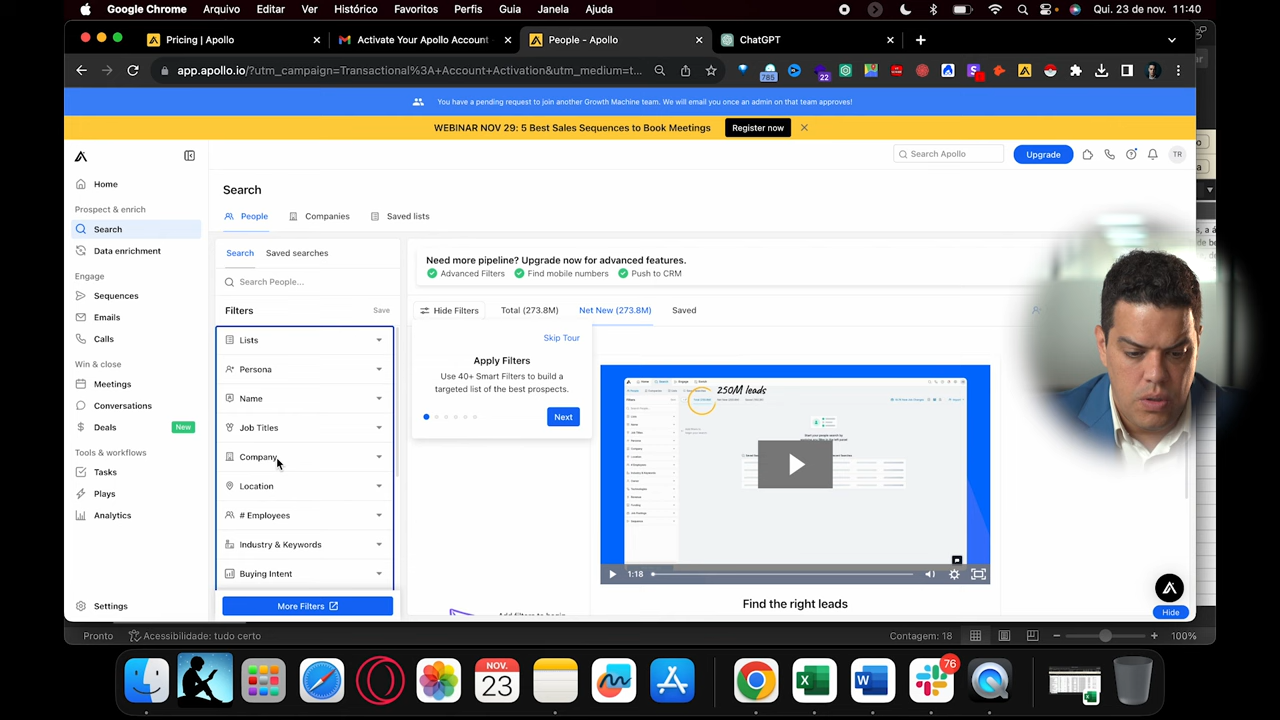 Google Chrome Arquivo Editar Ver Histórico Favoritos Perfis Guia Janela Ajuda Qui. 23 de nov. 11:40
Pricing | Apollo
Activate Your Apollo Account
People - Apollo
ChatGPT
app.apollo.io/?utm_campaign=Transactional%3A+Account+Activation&utm_medium=t...
785
22
You have a pending request to join another Growth Machine team. We will email you once an admin on that team approves!
WEBINAR NOV 29: 5 Best Sales Sequences to Book Meetings Register now
Search Apollo
Upgrade
TR
Home
Prospect & enrich
Search
Data enrichment
Engage
Sequences
Emails
Calls
Win & close
Meetings
Conversations
Deals New
Tools & workflows
Tasks
Plays
Analytics
Settings
Search
People Companies Saved lists
Search Saved searches
Search People...
Filters Save
Lists
Persona
Name
Job Titles
Company
Location
# Employees
Industry & Keywords
Buying Intent
More Filters
Need more pipeline? Upgrade now for advanced features.
Advanced Filters Find mobile numbers Push to CRM
Hide Filters Total (273.8M) Net New (273.8M) Saved
Skip Tour
Apply Filters
Use 40+ Smart Filters to build a
targeted list of the best prospects.
Next
250M leads
1:18
Find the right leads
Hide
Pronto Acessibilidade: tudo certo Contagem: 18 100%
NOV.
23
76